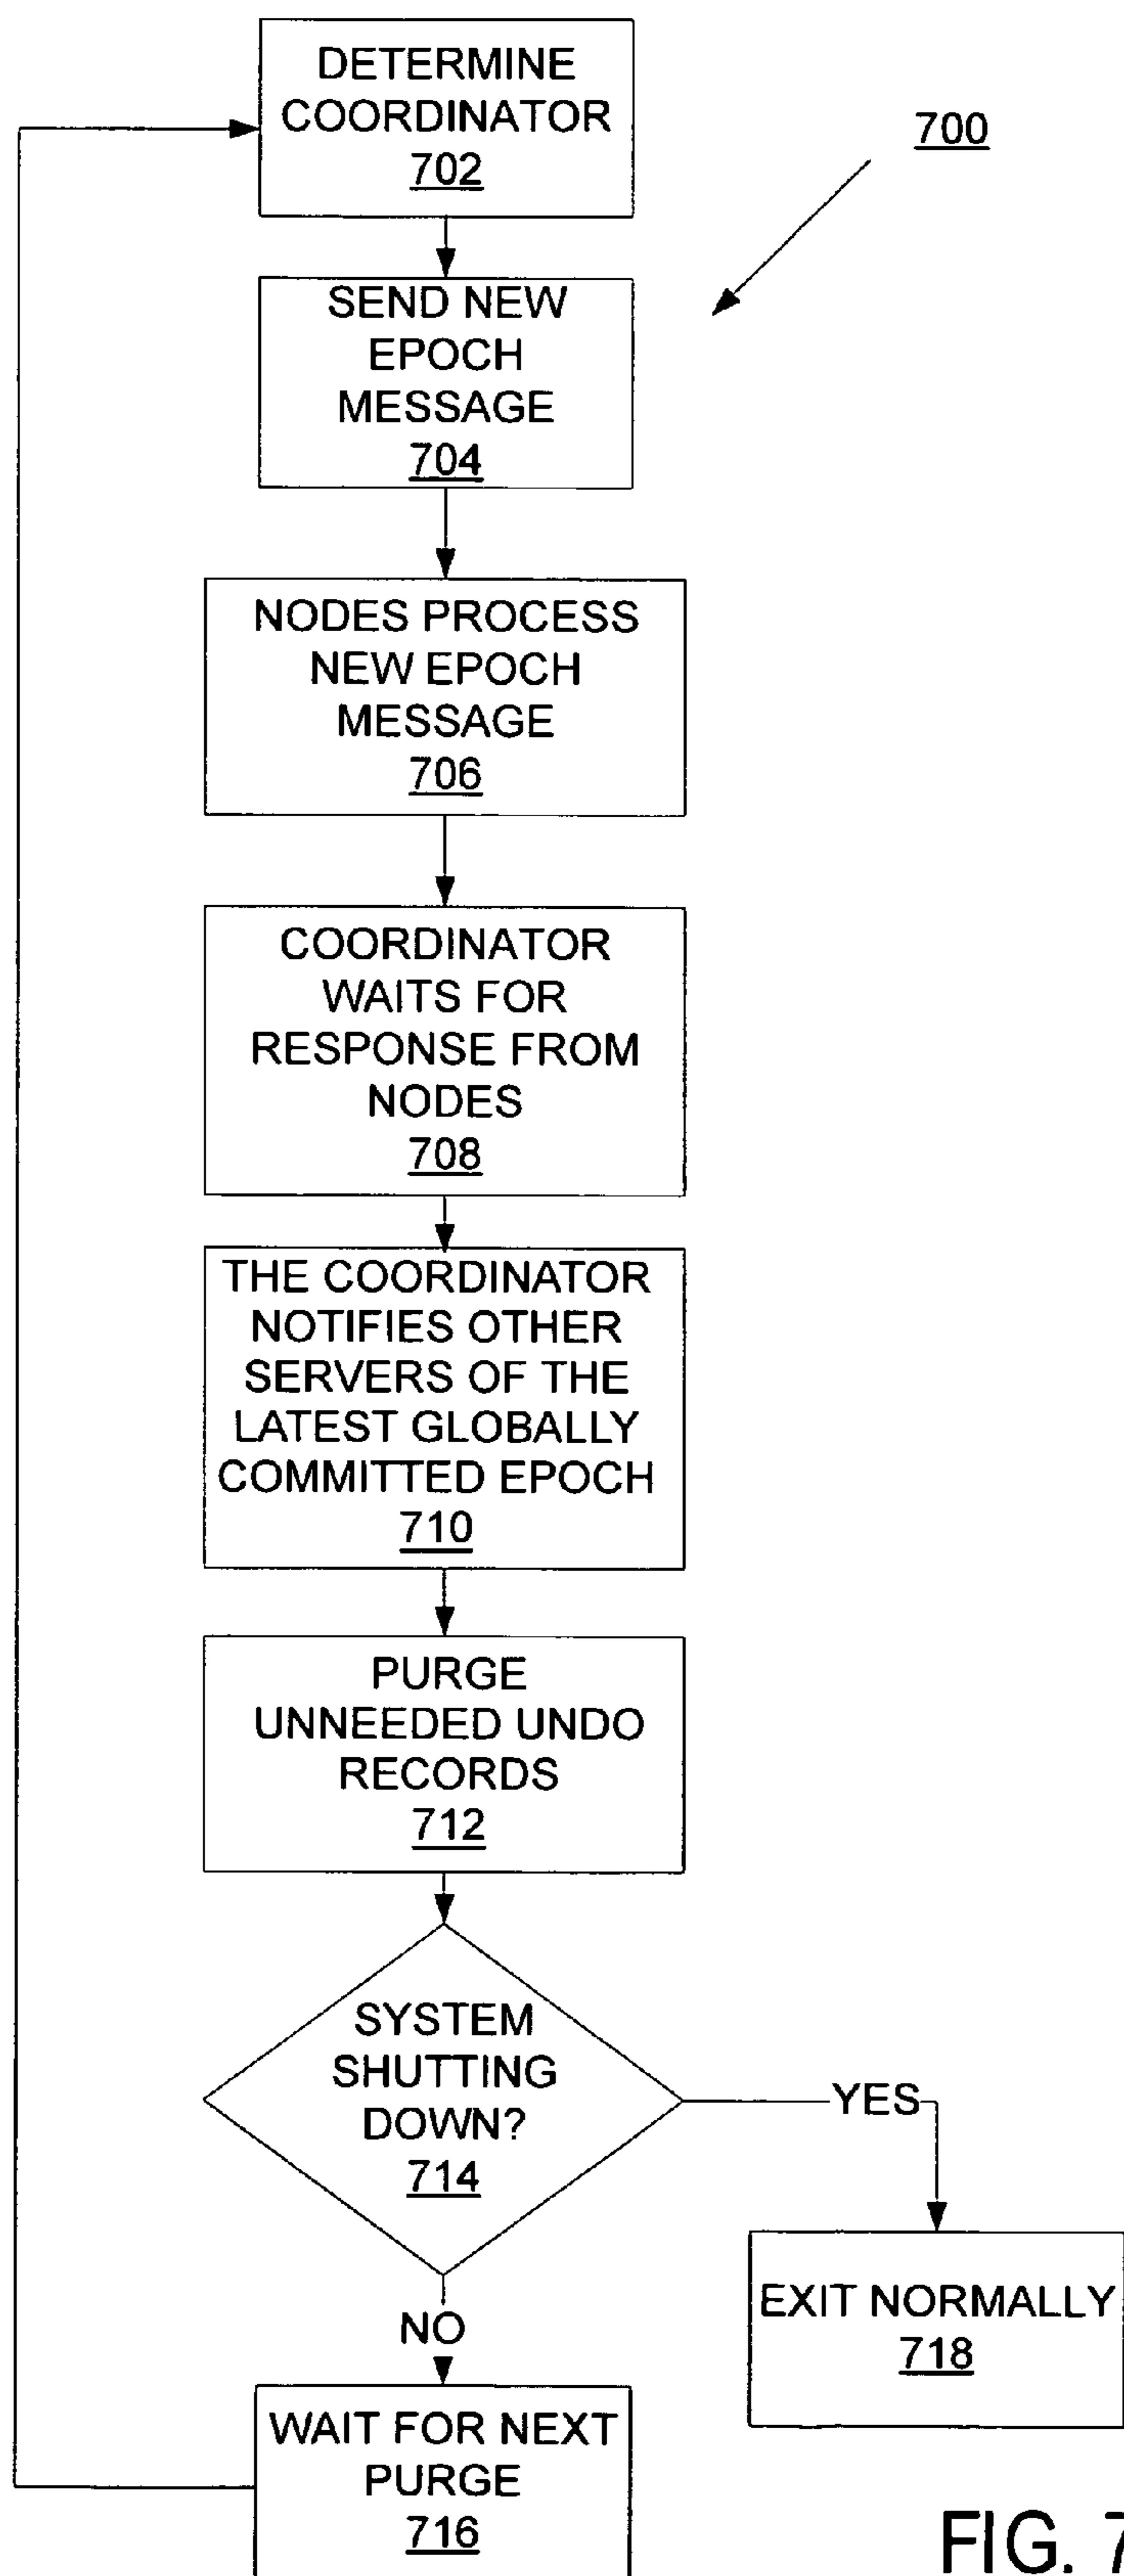 DETERMINE
COORDINATOR
702
700
SEND NEW
EPOCH
MESSAGE
704
NODES PROCESS
NEW EPOCH
MESSAGE
706
COORDINATOR
WAITS FOR
RESPONSE FROM
NODES
708
THE COORDINATOR
NOTIFIES OTHER
SERVERS OF THE
LATEST GLOBALLY
COMMITTED EPOCH
710
PURGE
UNNEEDED UNDO
RECORDS
712
SYSTEM
SHUTTING
DOWN?
714
YES
EXIT NORMALLY
718
NO
WAIT FOR NEXT
PURGE
716
FIG. 7